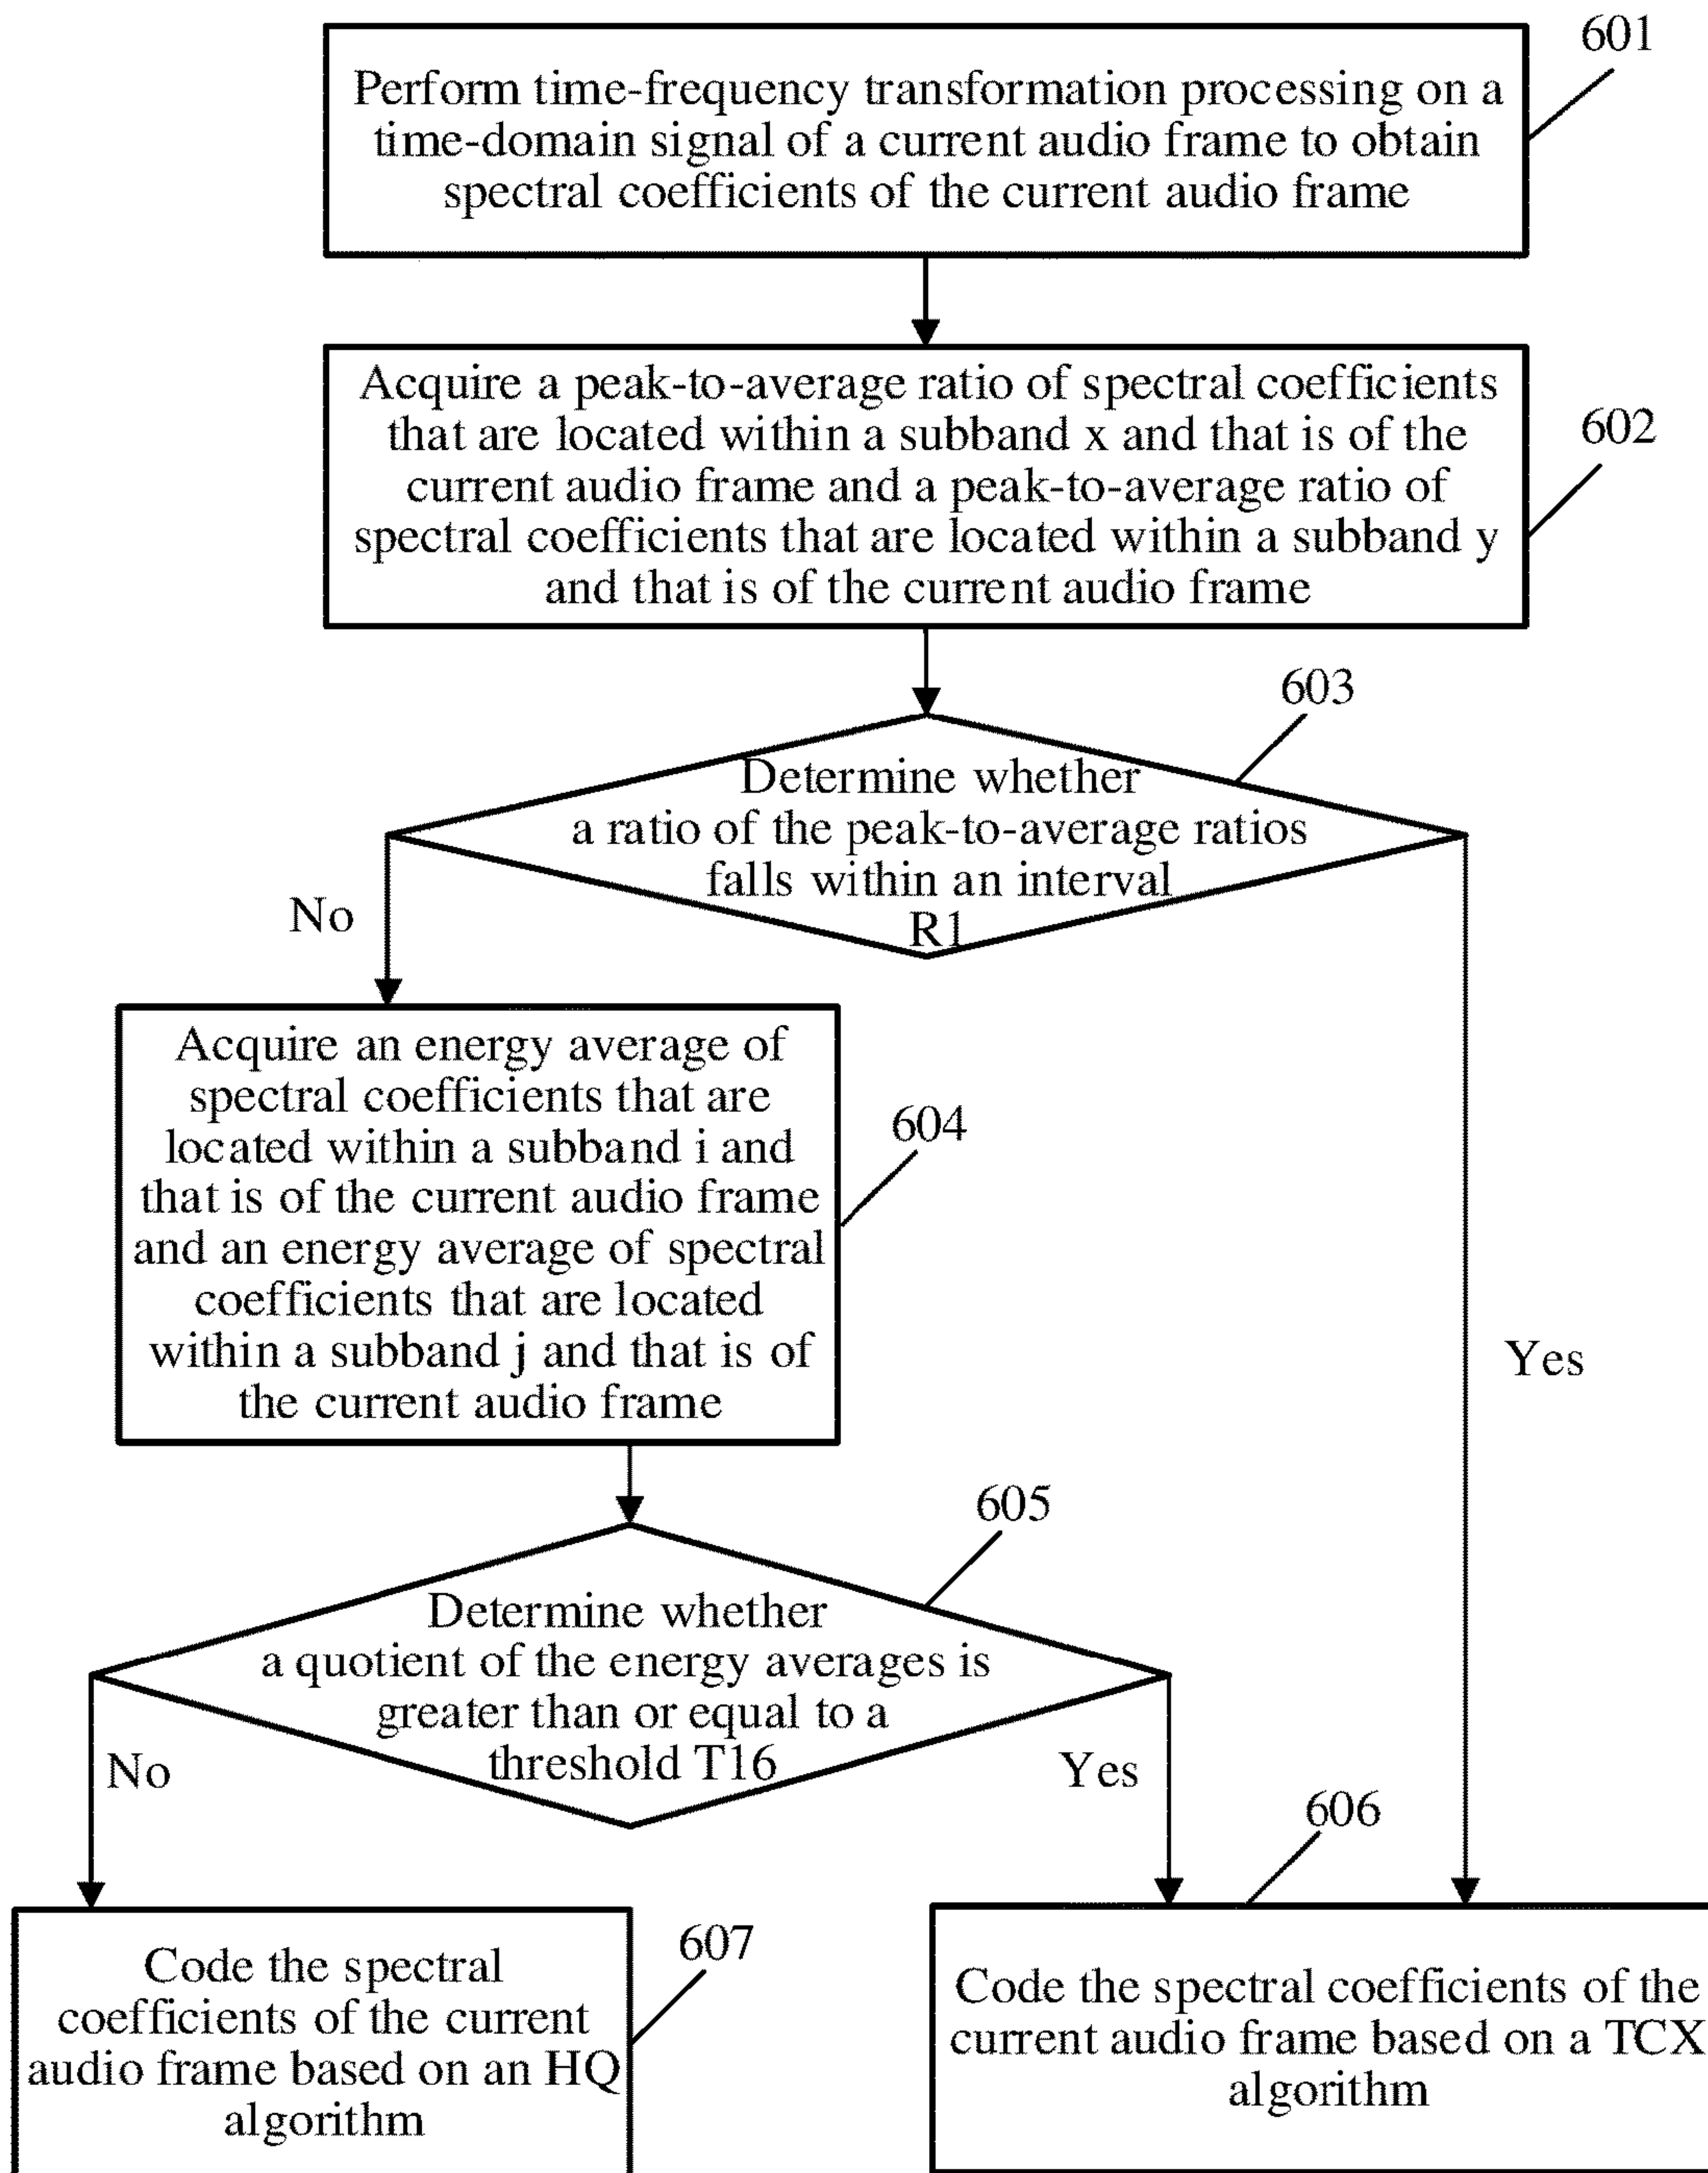 601
Perform time-frequency transformation processing on a
time-domain signal of a current audio frame to obtain
spectral coefficients of the current audio frame
Acquire a peak-to-average ratio of spectral coefficients
that are located within a subband x and that is of the
current audio frame and a peak-to-average ratio of
spectral coefficients that are located within a subband y
and that is of the current audio frame
602
603
Determine whether
a ratio of the peak-to-average ratios
falls within an interval
R1
No
Yes
Acquire an energy average of
spectral coefficients that are
located within a subband i and
that is of the current audio frame
and an energy average of spectral
coefficients that are located
within a subband j and that is of
the current audio frame
604
605
Determine whether
a quotient of the energy averages is
greater than or equal to a
threshold T16
No
Yes
606
607
Code the spectral
coefficients of the current
audio frame based on an HQ
algorithm
Code the spectral coefficients of the
current audio frame based on a TCX
algorithm